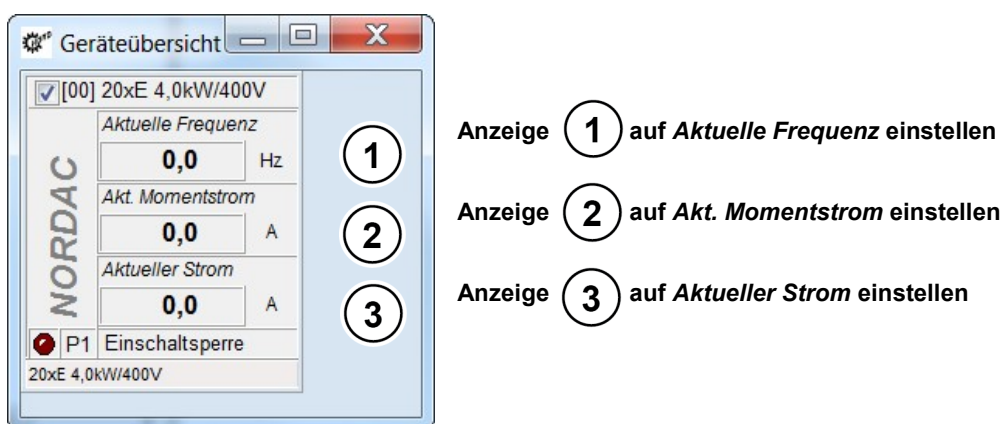 Geräteübersicht
[00] 20xE 4,0kW/400V
NORDAC
Aktuelle Frequenz
0,0 Hz
Akt. Momentstrom
0,0 A
Aktueller Strom
0,0 A
P1 Einschaltsperre
20xE 4,0kW/400V
1
2
3
Anzeige 1 auf Aktuelle Frequenz einstellen
Anzeige 2 auf Akt. Momentstrom einstellen
Anzeige 3 auf Aktueller Strom einstellen